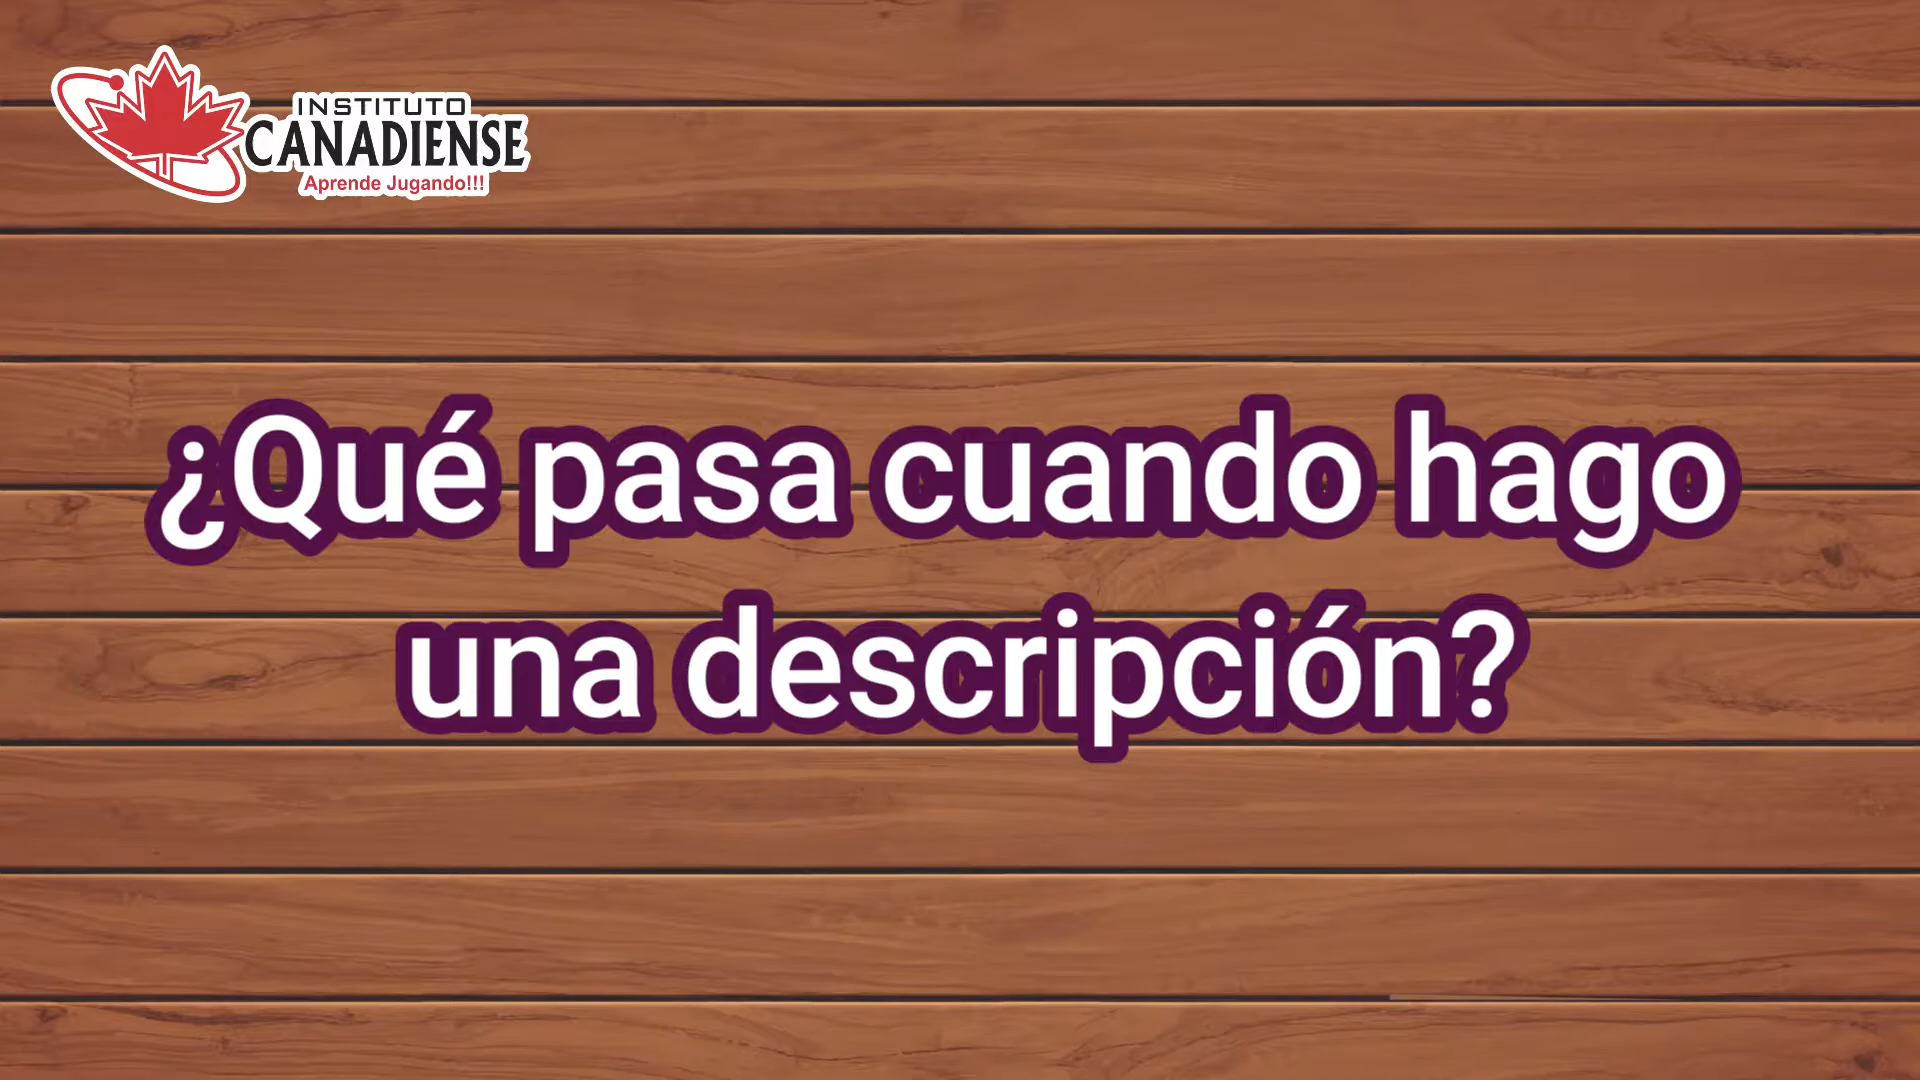 INSTITUTO
CANADIENSE
Aprende Jugando!!!
¿Qué pasa cuando hago
una descripción?